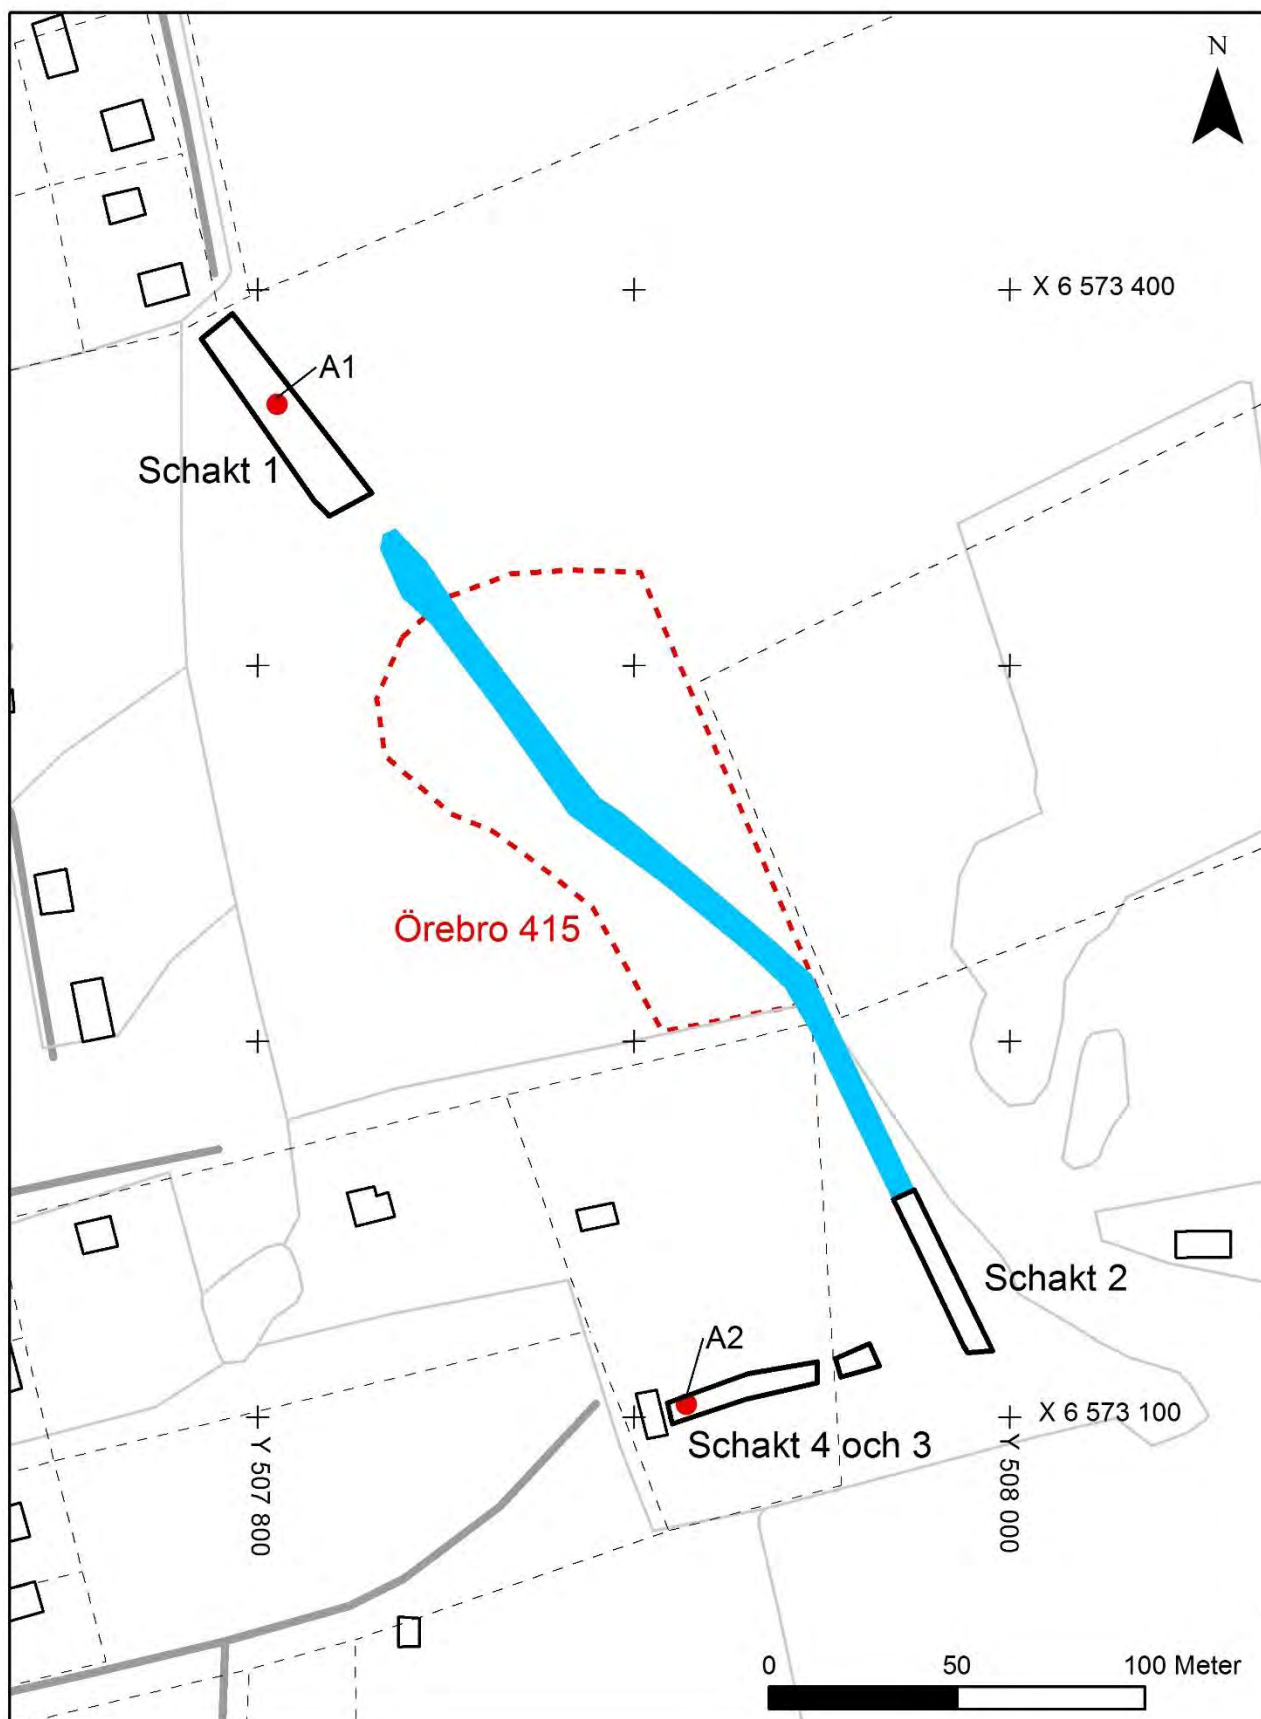 N
X 6 573 400
A1
Schakt 1
Örebro 415
Schakt 2
A2
X 6 573 100
Schakt 4 och 3
Y 507 800
Y 508 000
0 50 100 Meter